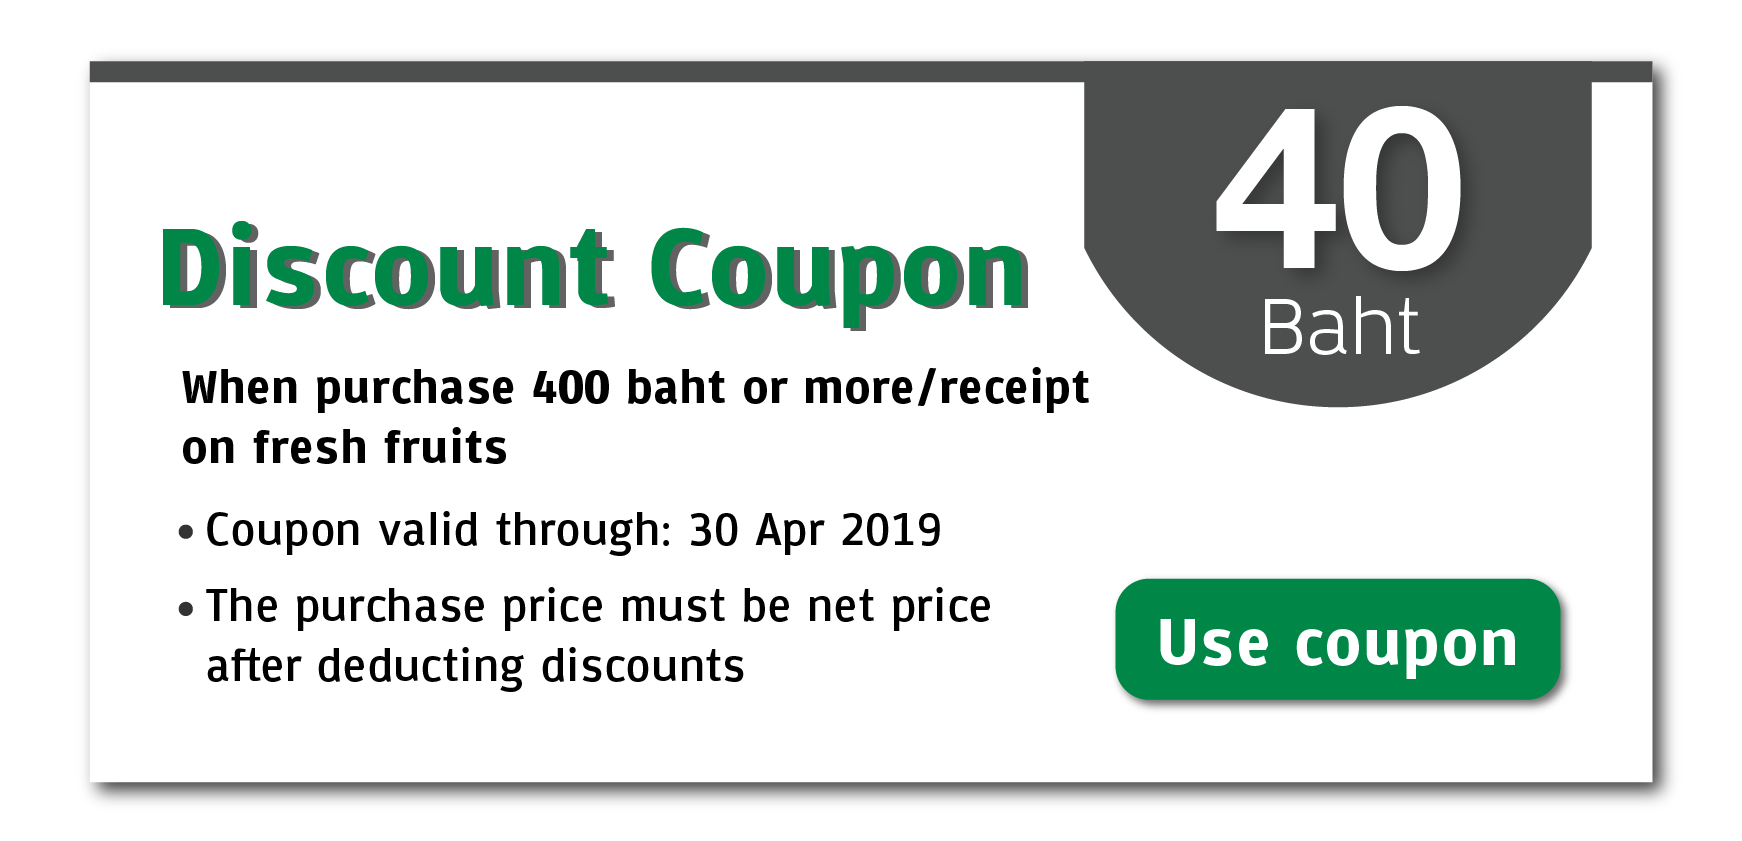 40
Baht
Discount Coupon
When purchase 400 baht or more/receipt
on fresh fruits
• Coupon valid through: 30 Apr 2019
• The purchase price must be net price
after deducting discounts
Use coupon